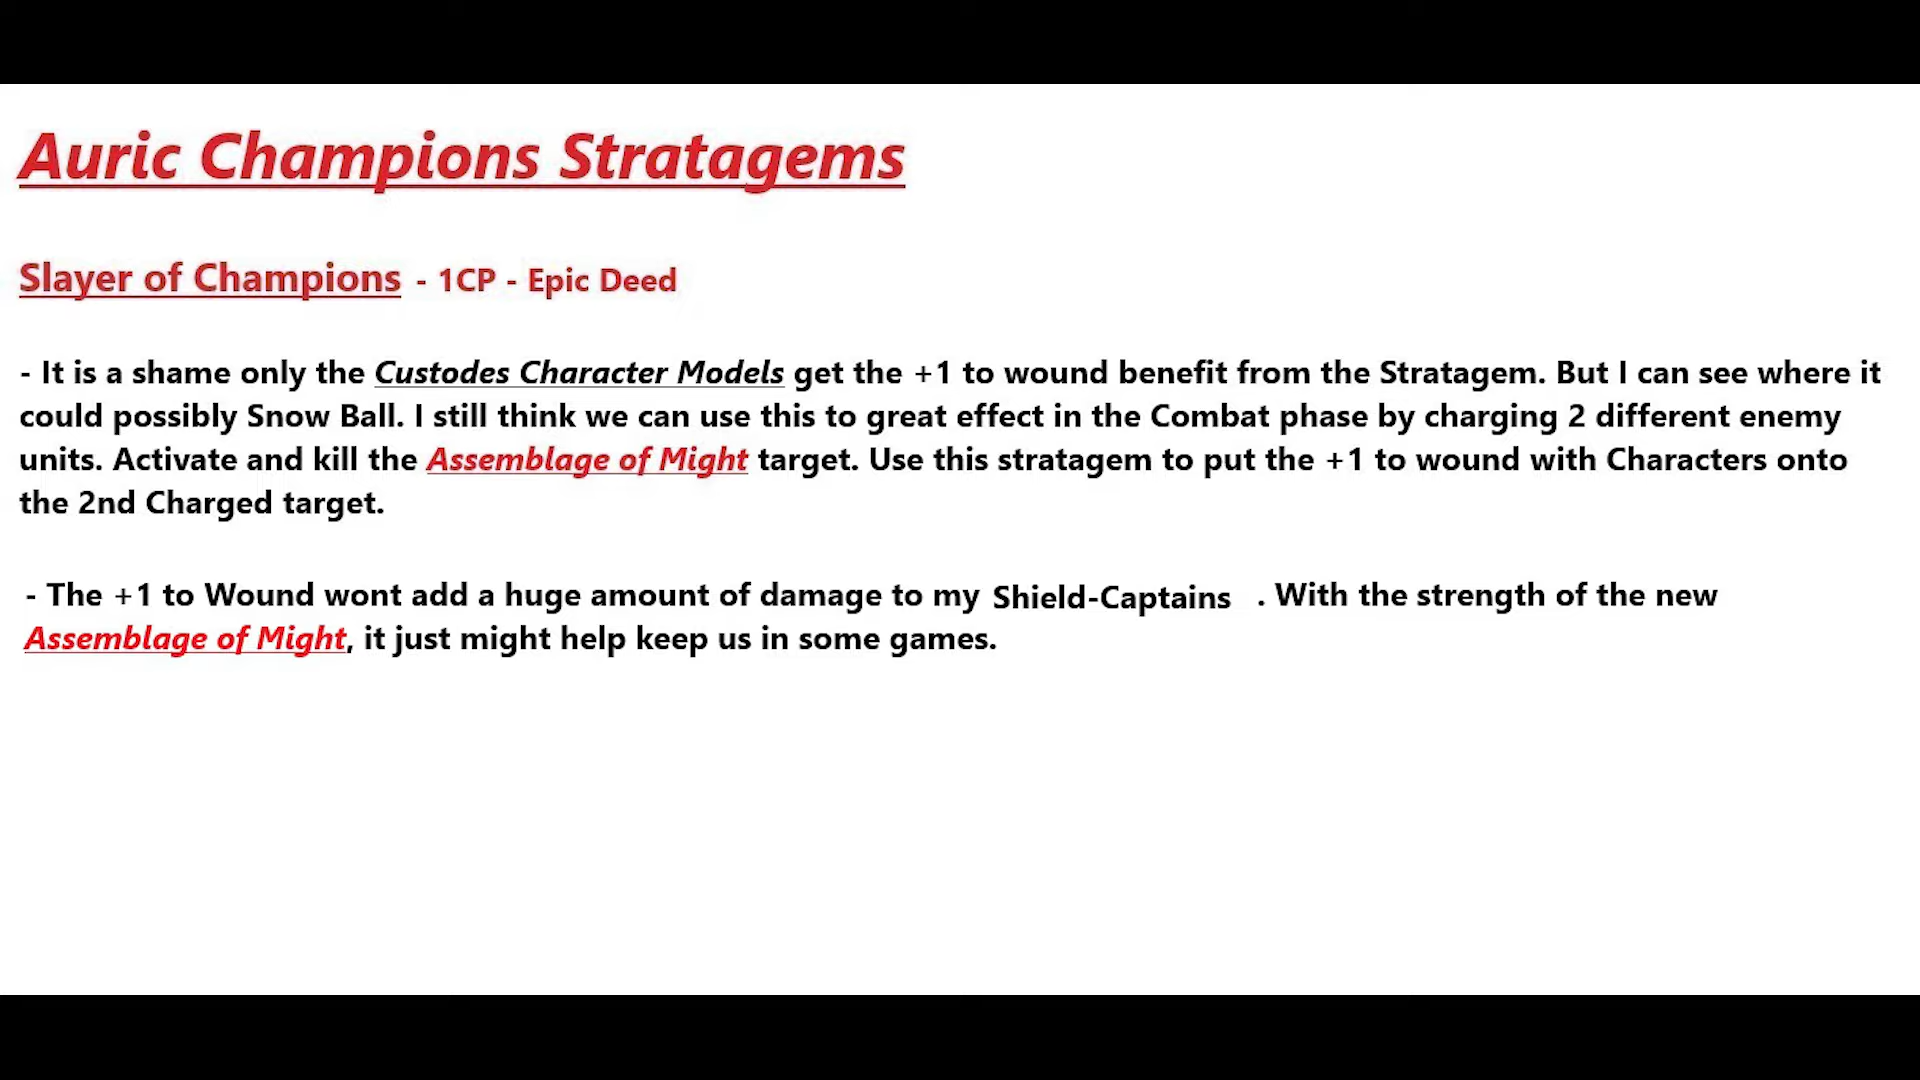 Auric Champions Stratagems
Slayer of Champions - 1CP - Epic Deed
- It is a shame only the Custodes Character Models get the +1 to wound benefit from the Stratagem. But I can see where it
could possibly Snow Ball. I still think we can use this to great effect in the Combat phase by charging 2 different enemy
units. Activate and kill the Assemblage of Might target. Use this stratagem to put the +1 to wound with Characters onto
the 2nd Charged target.
- The +1 to Wound wont add a huge amount of damage to my Shield-Captains . With the strength of the new
Assemblage of Might, it just might help keep us in some games.